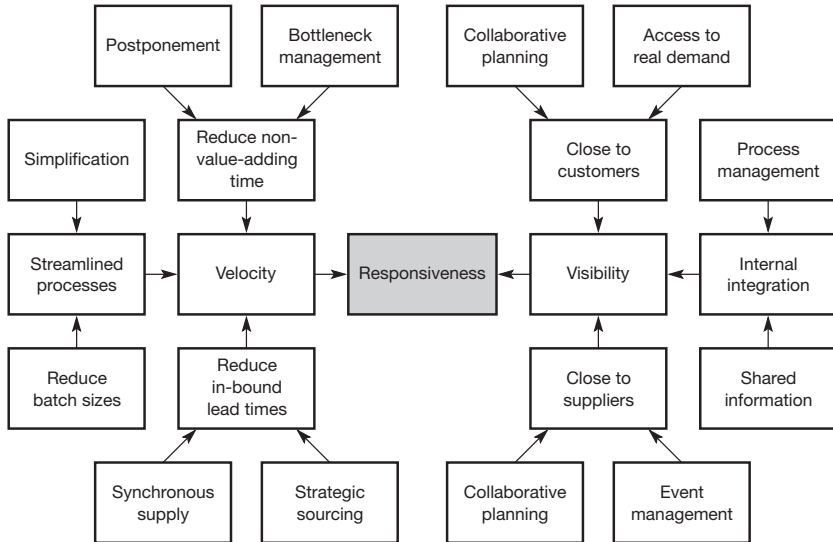 Postponement
Bottleneck
management
Collaborative
planning
Access to
real demand
Simplification
Reduce non-
value-adding
time
Close to
customers
Process
management
Streamlined
processes
Velocity
Responsiveness
Visibility
Internal
integration
Reduce
batch sizes
Reduce
in-bound
lead times
Close to
suppliers
Shared
information
Synchronous
supply
Strategic
sourcing
Collaborative
planning
Event
management